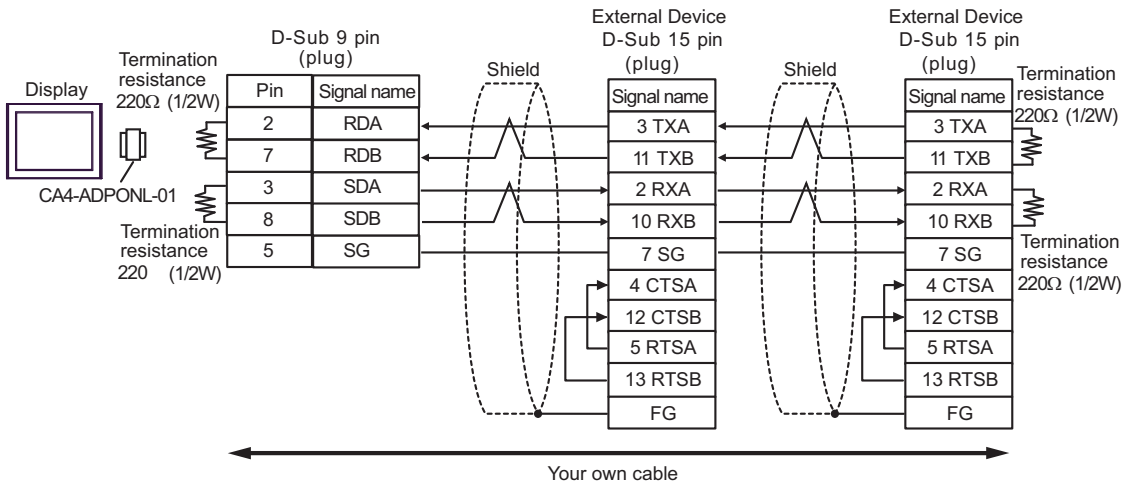 Display
CA4-ADPONL-01
Termination
resistance
220Ω (1/2W)
Termination
resistance
220 (1/2W)
D-Sub 9 pin
(plug)
Pin Signal name
2 RDA
7 RDB
3 SDA
8 SDB
5 SG
Shield
External Device
D-Sub 15 pin
(plug)
Signal name
3 TXA
11 TXB
2 RXA
10 RXB
7 SG
4 CTSA
12 CTSB
5 RTSA
13 RTSB
FG
Shield
External Device
D-Sub 15 pin
(plug)
Signal name
3 TXA
11 TXB
2 RXA
10 RXB
7 SG
4 CTSA
12 CTSB
5 RTSA
13 RTSB
FG
Termination
resistance
220Ω (1/2W)
Termination
resistance
220Ω (1/2W)
Your own cable